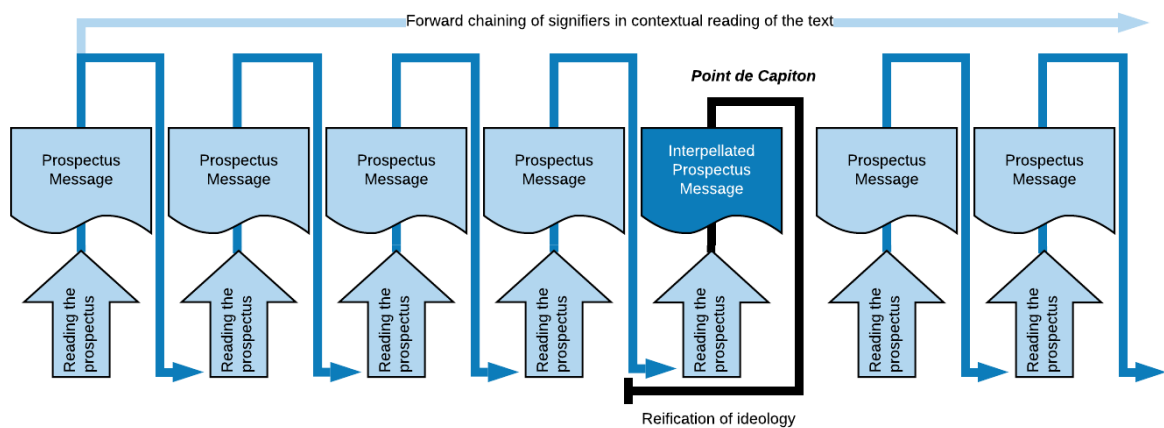 Forward chaining of signifiers in contextual reading of the text
Point de Capiton
Prospectus
Message
Prospectus
Message
Prospectus
Message
Prospectus
Message
Interpellated
Prospectus
Message
Prospectus
Message
Prospectus
Message
Reading the
prospectus
Reading the
prospectus
Reading the
prospectus
Reading the
prospectus
Reading the
prospectus
Reading the
prospectus
Reading the
prospectus
Reification of ideology